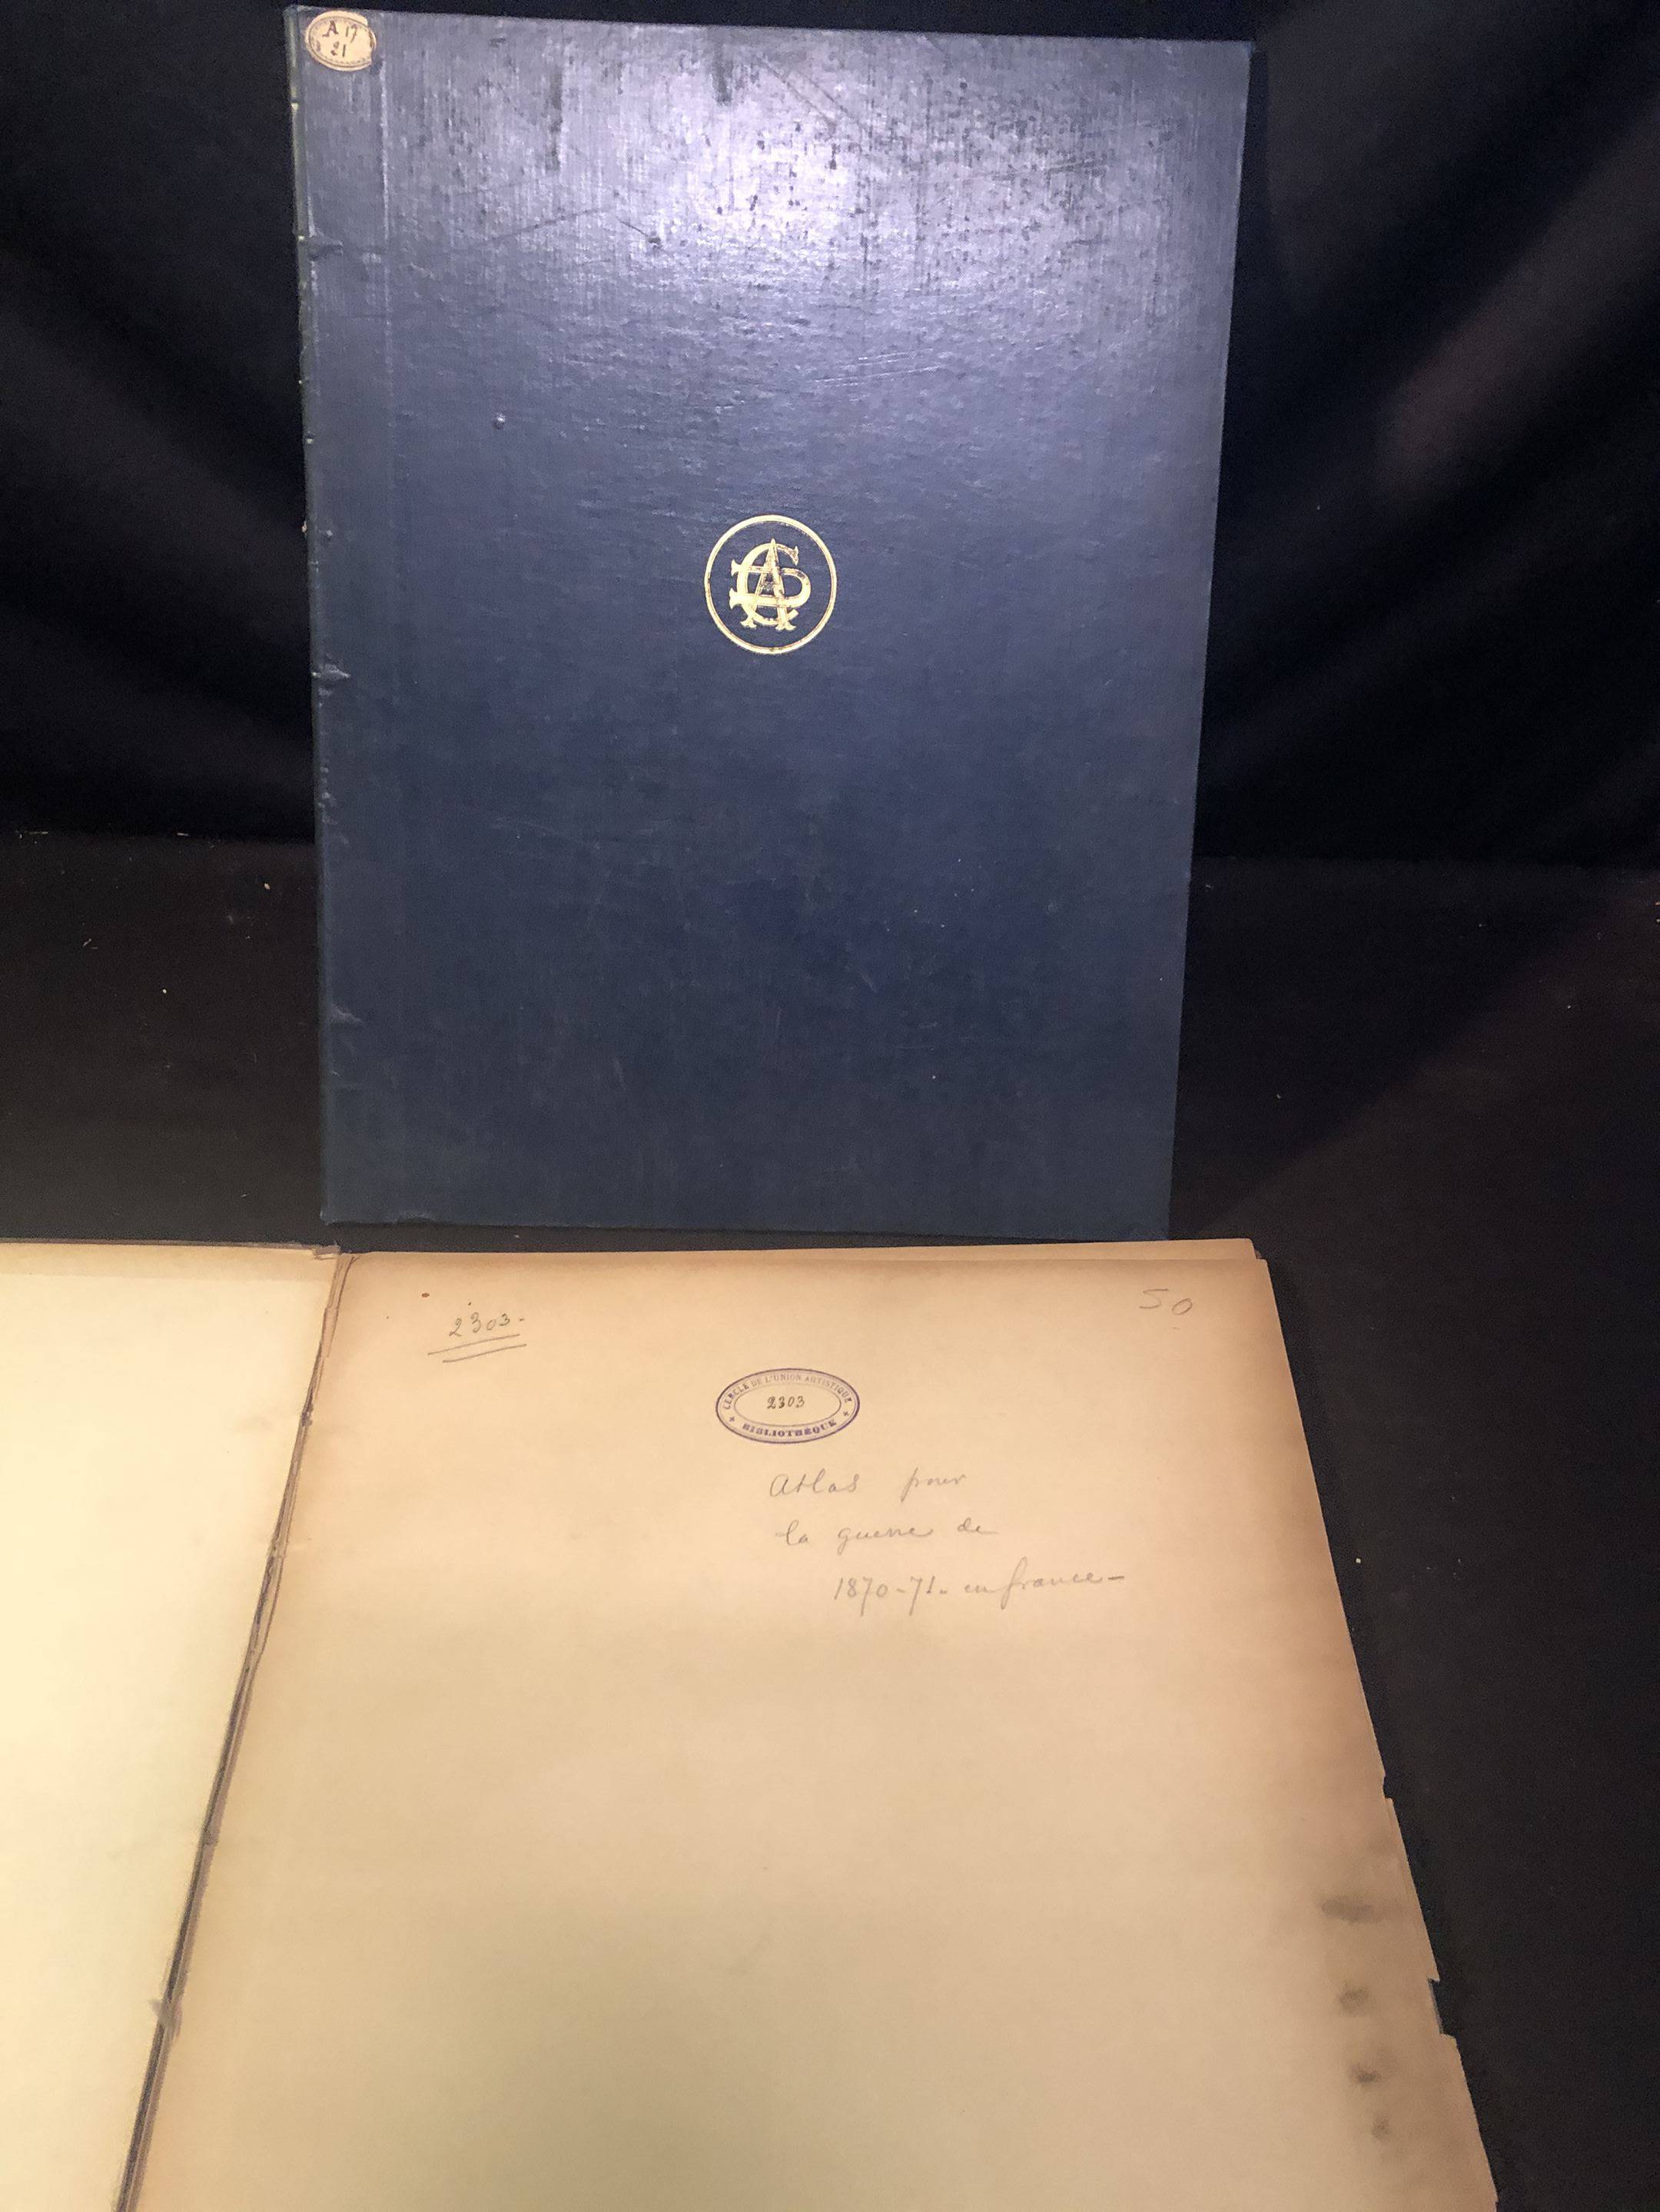 A 17
21
2303-
50
CERCLE DE L'UNION ARTISTIQUE
2303
BIBLIOTHÈQUE
Atlas pour
la guerre de
1870-71. en france-